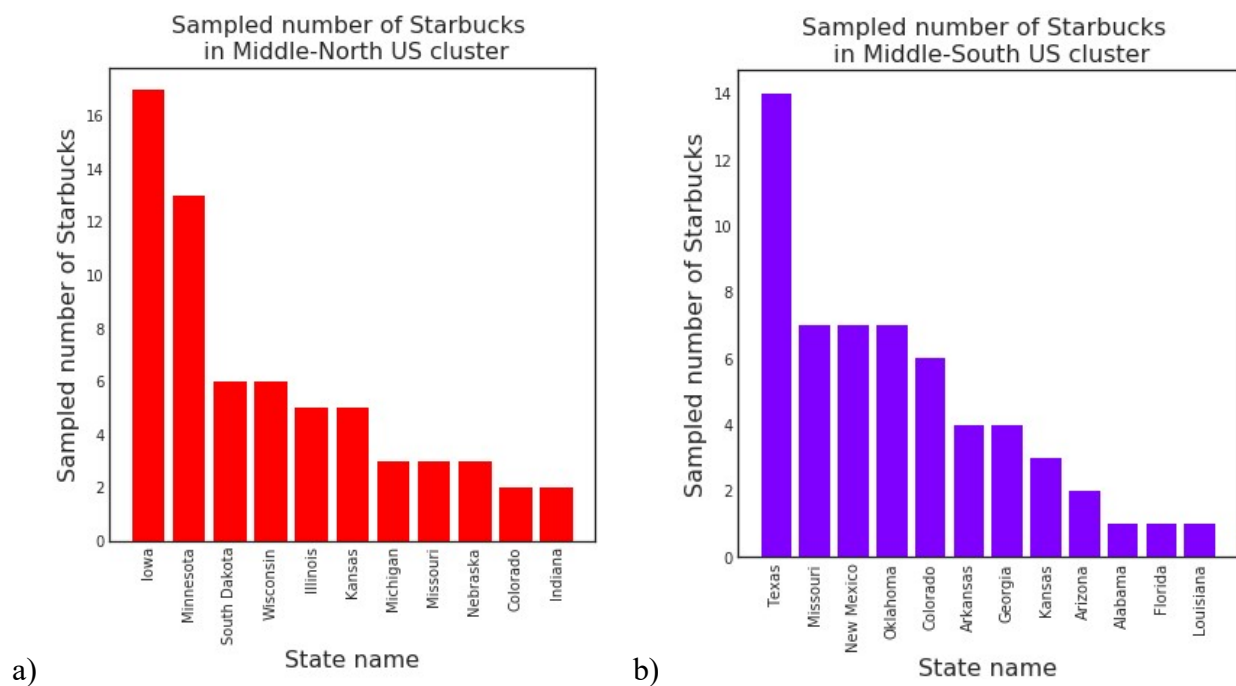 Sampled number of Starbucks
in Middle-North US cluster
Sampled number of Starbucks
16
14
12
10
8
6
4
2
0
Iowa
Minnesota
South Dakota
Wisconsin
Illinois
Kansas
Michigan
Missouri
Nebraska
Colorado
Indiana
State name
a)
Sampled number of Starbucks
in Middle-South US cluster
Sampled number of Starbucks
14
12
10
8
6
4
2
0
Texas
Missouri
New Mexico
Oklahoma
Colorado
Arkansas
Georgia
Kansas
Arizona
Alabama
Florida
Louisiana
State name
b)